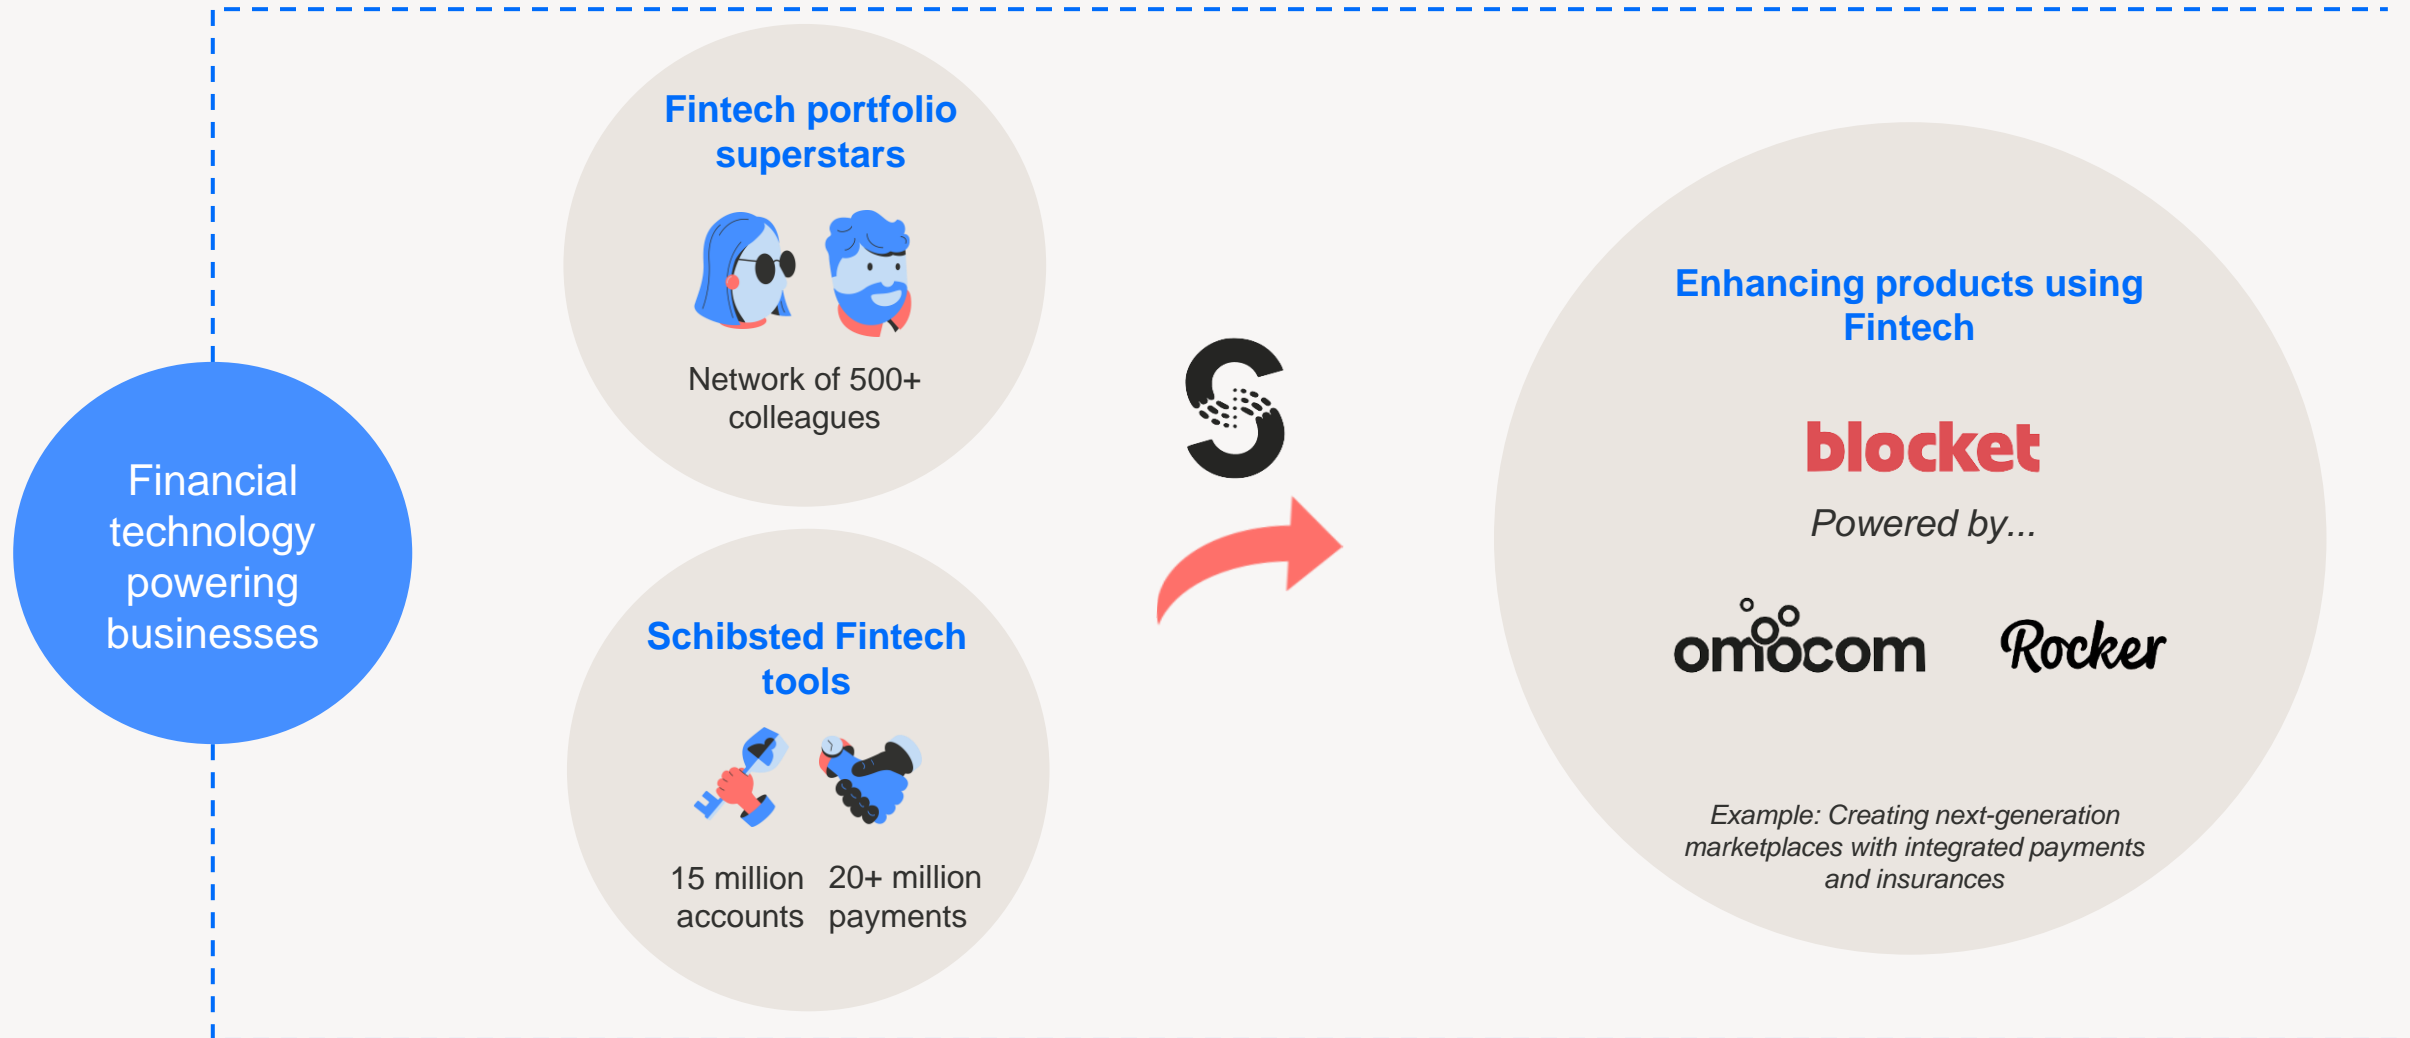 Financial
technology
powering
businesses
Fintech portfolio
superstars
Network of 500+
colleagues
Schibsted Fintech
tools
15 million
accounts
20+ million
payments
S
Enhancing products using
Fintech
blocket
Powered by...
omocom
Rocker
Example: Creating next-generation
marketplaces with integrated payments
and insurances